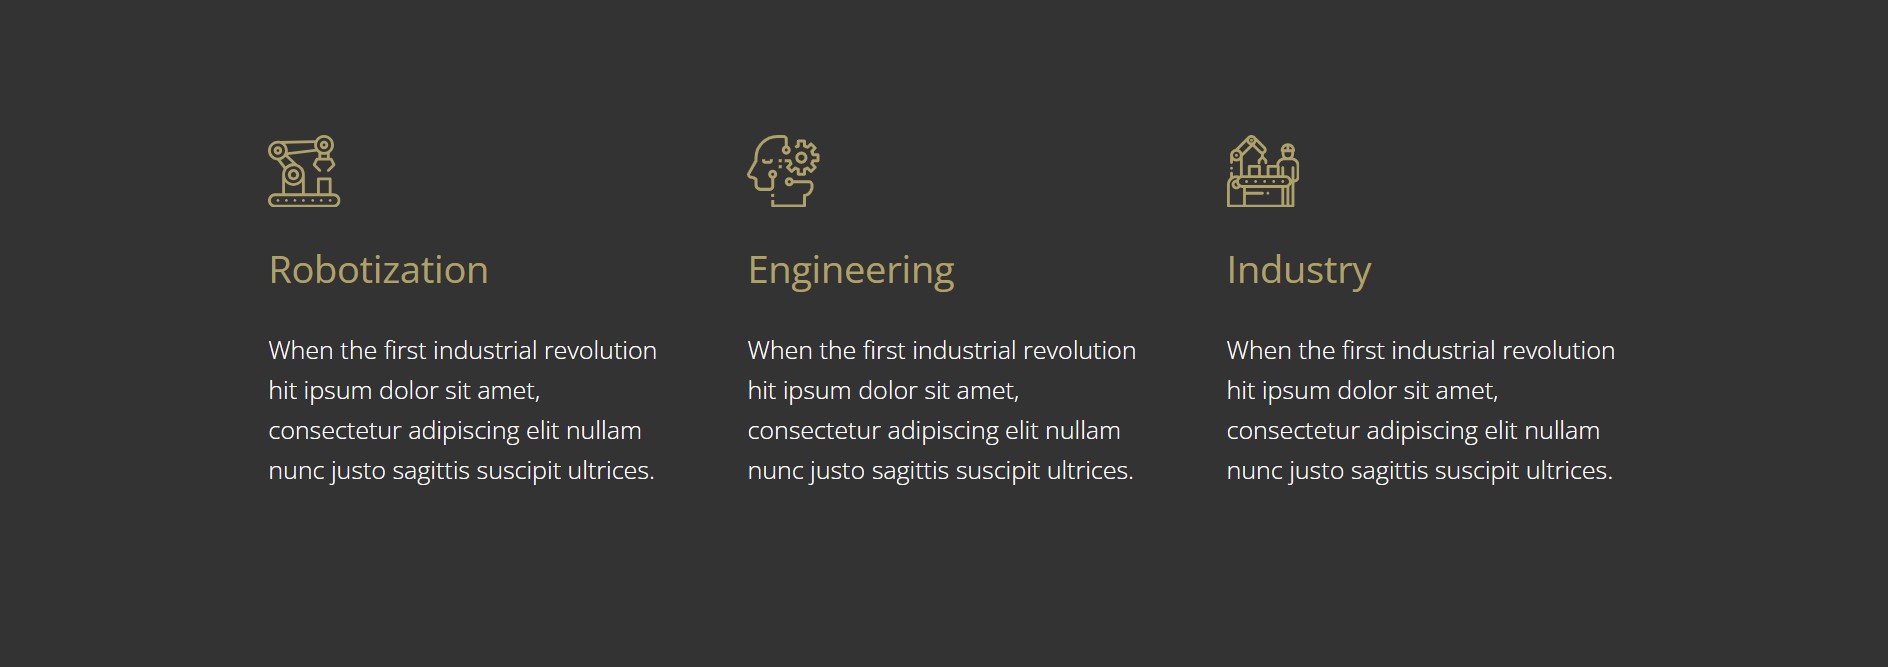 Robotization
When the first industrial revolution
hit ipsum dolor sit amet,
consectetur adipiscing elit nullam
nunc justo sagittis suscipit ultrices.
Engineering
When the first industrial revolution
hit ipsum dolor sit amet,
consectetur adipiscing elit nullam
nunc justo sagittis suscipit ultrices.
Industry
When the first industrial revolution
hit ipsum dolor sit amet,
consectetur adipiscing elit nullam
nunc justo sagittis suscipit ultrices.